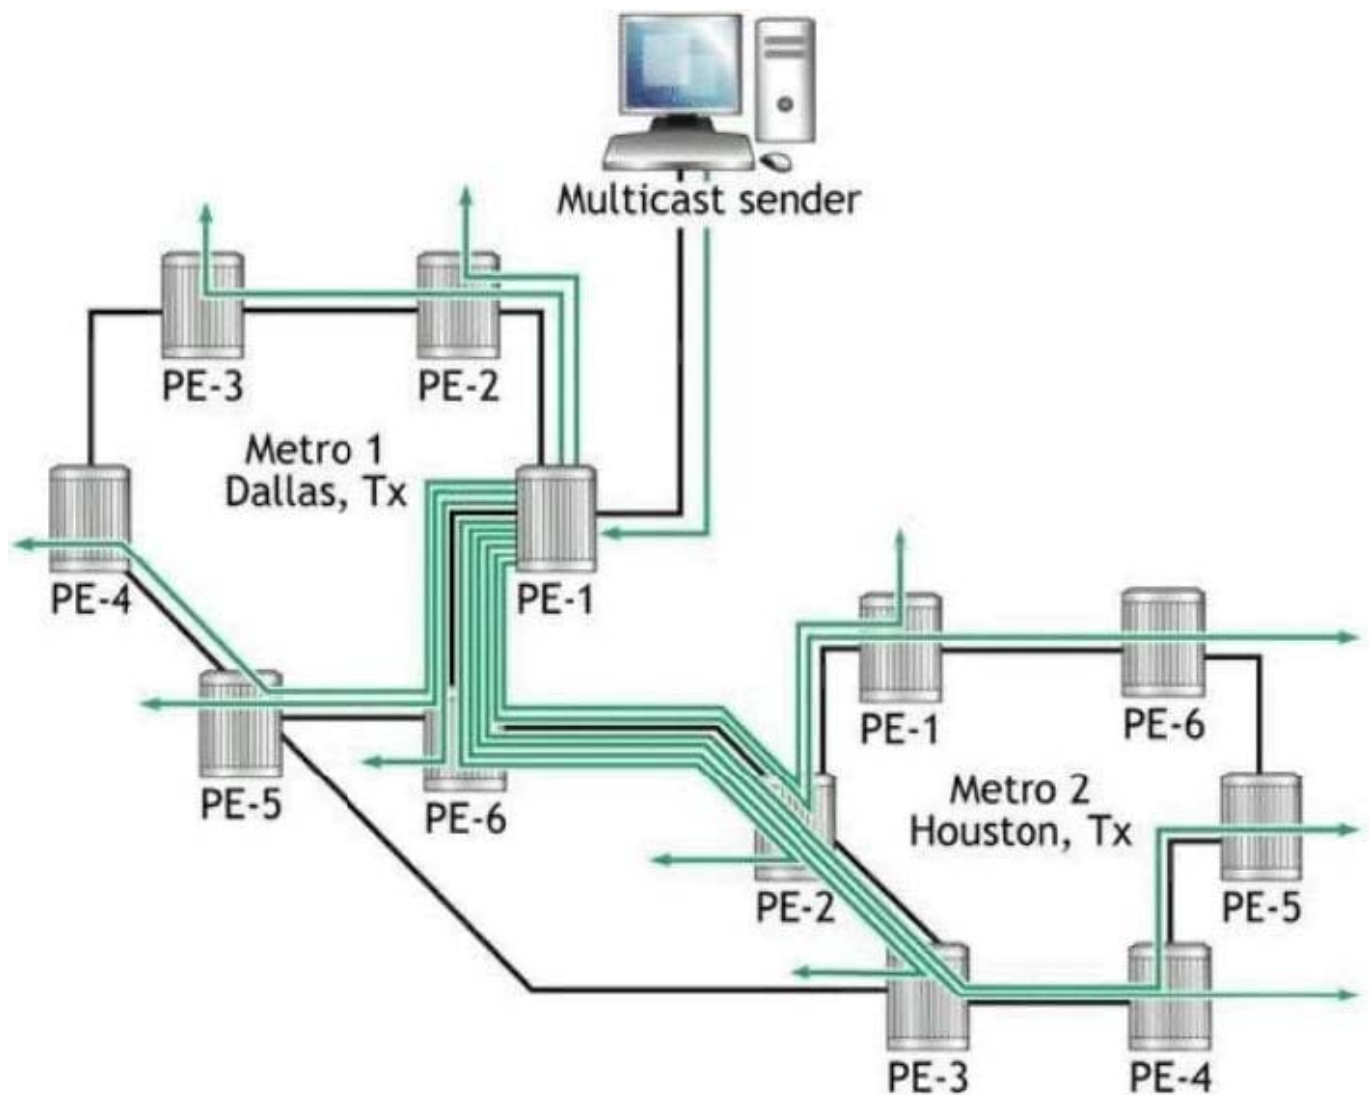 Multicast sender
PE-3
PE-2
Metro 1
Dallas, Tx
PE-4
PE-1
PE-1
PE-6
PE-5
PE-6
Metro 2
Houston, Tx
PE-2
PE-5
PE-3
PE-4